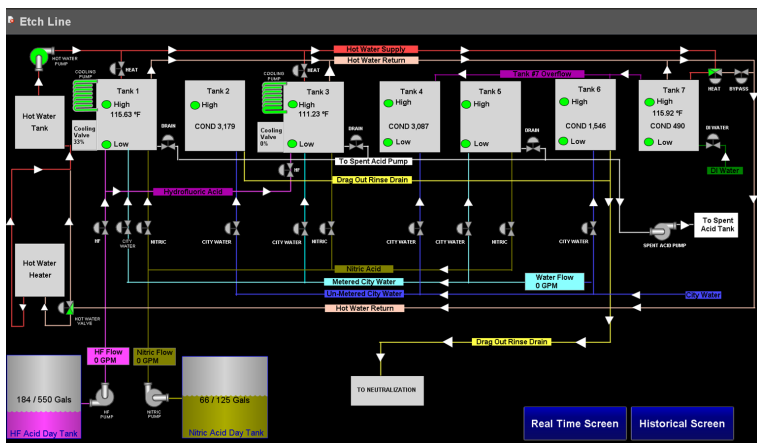 Etch Line
HOT WATER
PUMP
Hot Water Supply
Hot Water Return
COOLING
PUMP
HEAT
COOLING
PUMP
HEAT
Tank #7 Overflow
HEAT
BYPASS
Hot Water
Tank
Tank 1
High
115.63 °F
Low
Cooling
Valve
33%
DRAIN
Tank 2
High
COND 3,179
Tank 3
High
111.23 °F
Low
Cooling
Valve
0%
DRAIN
Tank 4
High
COND 3,087
Tank 5
High
Low
DRAIN
Tank 6
High
COND 1,546
Low
Tank 7
High
115.92 °F
COND 490
Low
DI WATER
DI Water
To Spent Acid Pump
HF
Drag Out Rinse Drain
Hydrofluoric Acid
HF
CITY
WATER
NITRIC
CITY WATER
CITY WATER
NITRIC
CITY WATER
CITY WATER
NITRIC
CITY WATER
SPENT ACID PUMP
To Spent
Acid Tank
Hot Water
Heater
Nitric Acid
Metered City Water
Water Flow
0 GPM
Un-Metered City Water
City Water
Hot Water Return
HOT WATER
VALVE
Drag Out Rinse Drain
HF Flow
0 GPM
Nitric Flow
0 GPM
184 / 550 Gals
HF Acid Day Tank
HF
PUMP
NITRIC
PUMP
66 / 125 Gals
Nitric Acid Day Tank
TO NEUTRALIZATION
Real Time Screen
Historical Screen